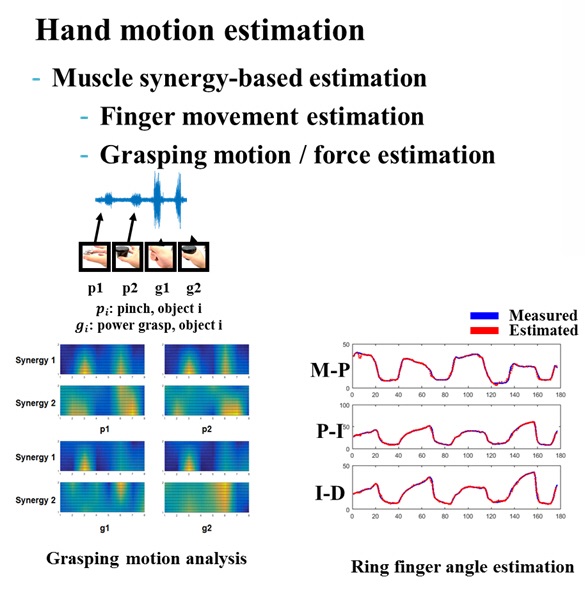 Hand motion estimation
- Muscle synergy-based estimation
- Finger movement estimation
- Grasping motion / force estimation
p1 p2 g1 g2
p_i: pinch, object i
g_i: power grasp, object i
Synergy 1
Synergy 2
p1 p2
Synergy 1
Synergy 2
g1 g2
Grasping motion analysis
Measured
Estimated
M-P
50
0
0 20 40 60 80 100 120 140 160 180
P-I
100
50
0
0 20 40 60 80 100 120 140 160 180
I-D
50
0
0 20 40 60 80 100 120 140 160 180
Ring finger angle estimation